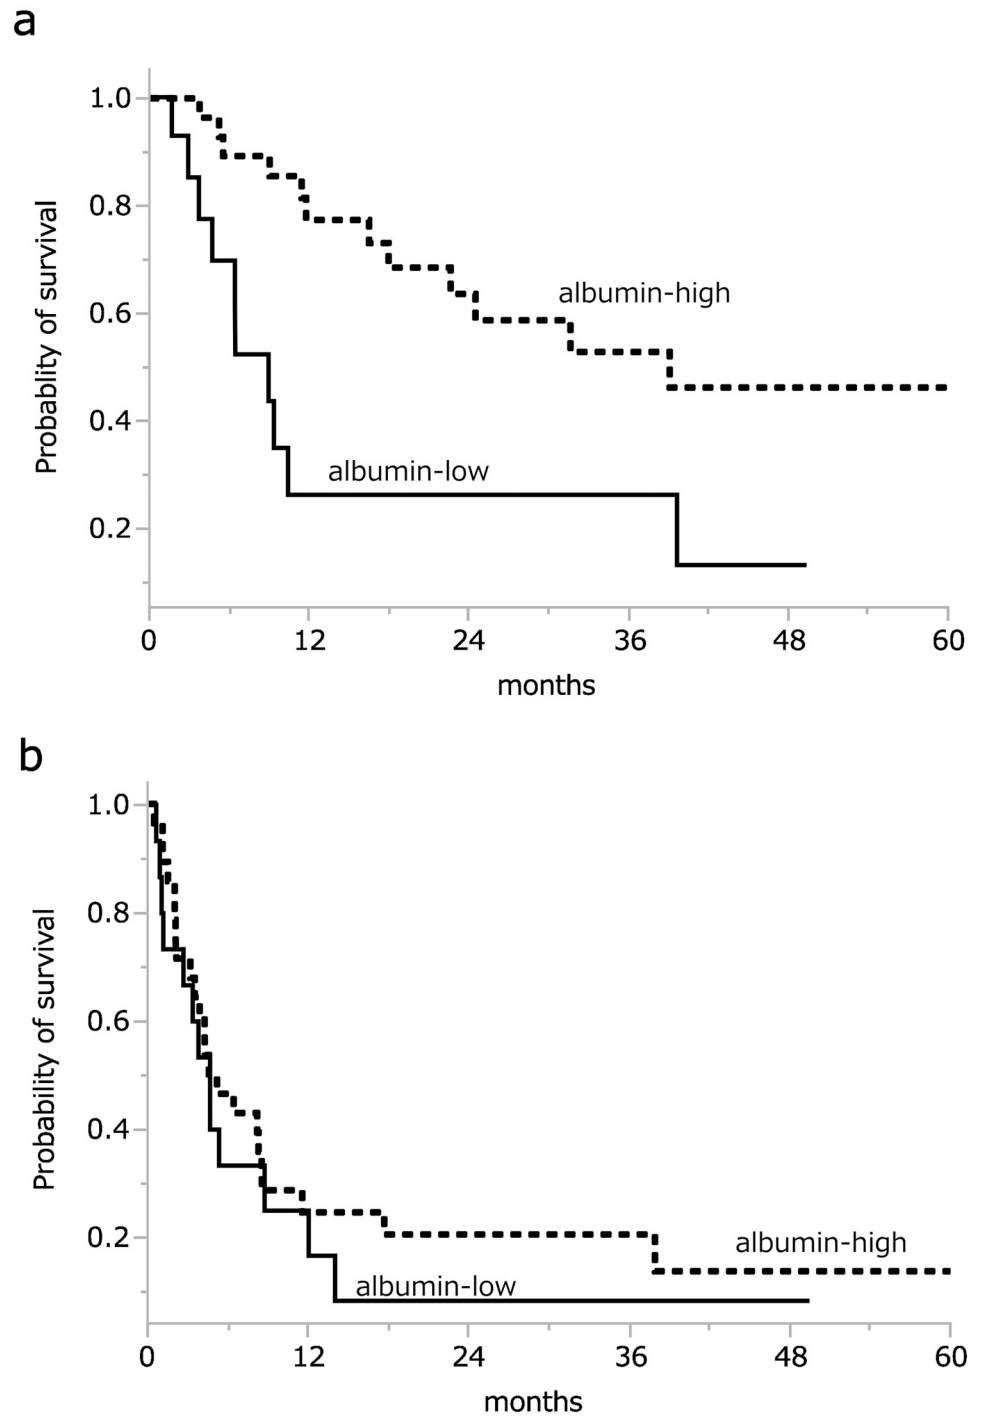 a
Probablity of survival
1.0
0.8
0.6
0.4
0.2
albumin-high
albumin-low
0 12 24 36 48 60
months
b
Probability of survival
1.0
0.8
0.6
0.4
0.2
albumin-high
albumin-low
0 12 24 36 48 60
months